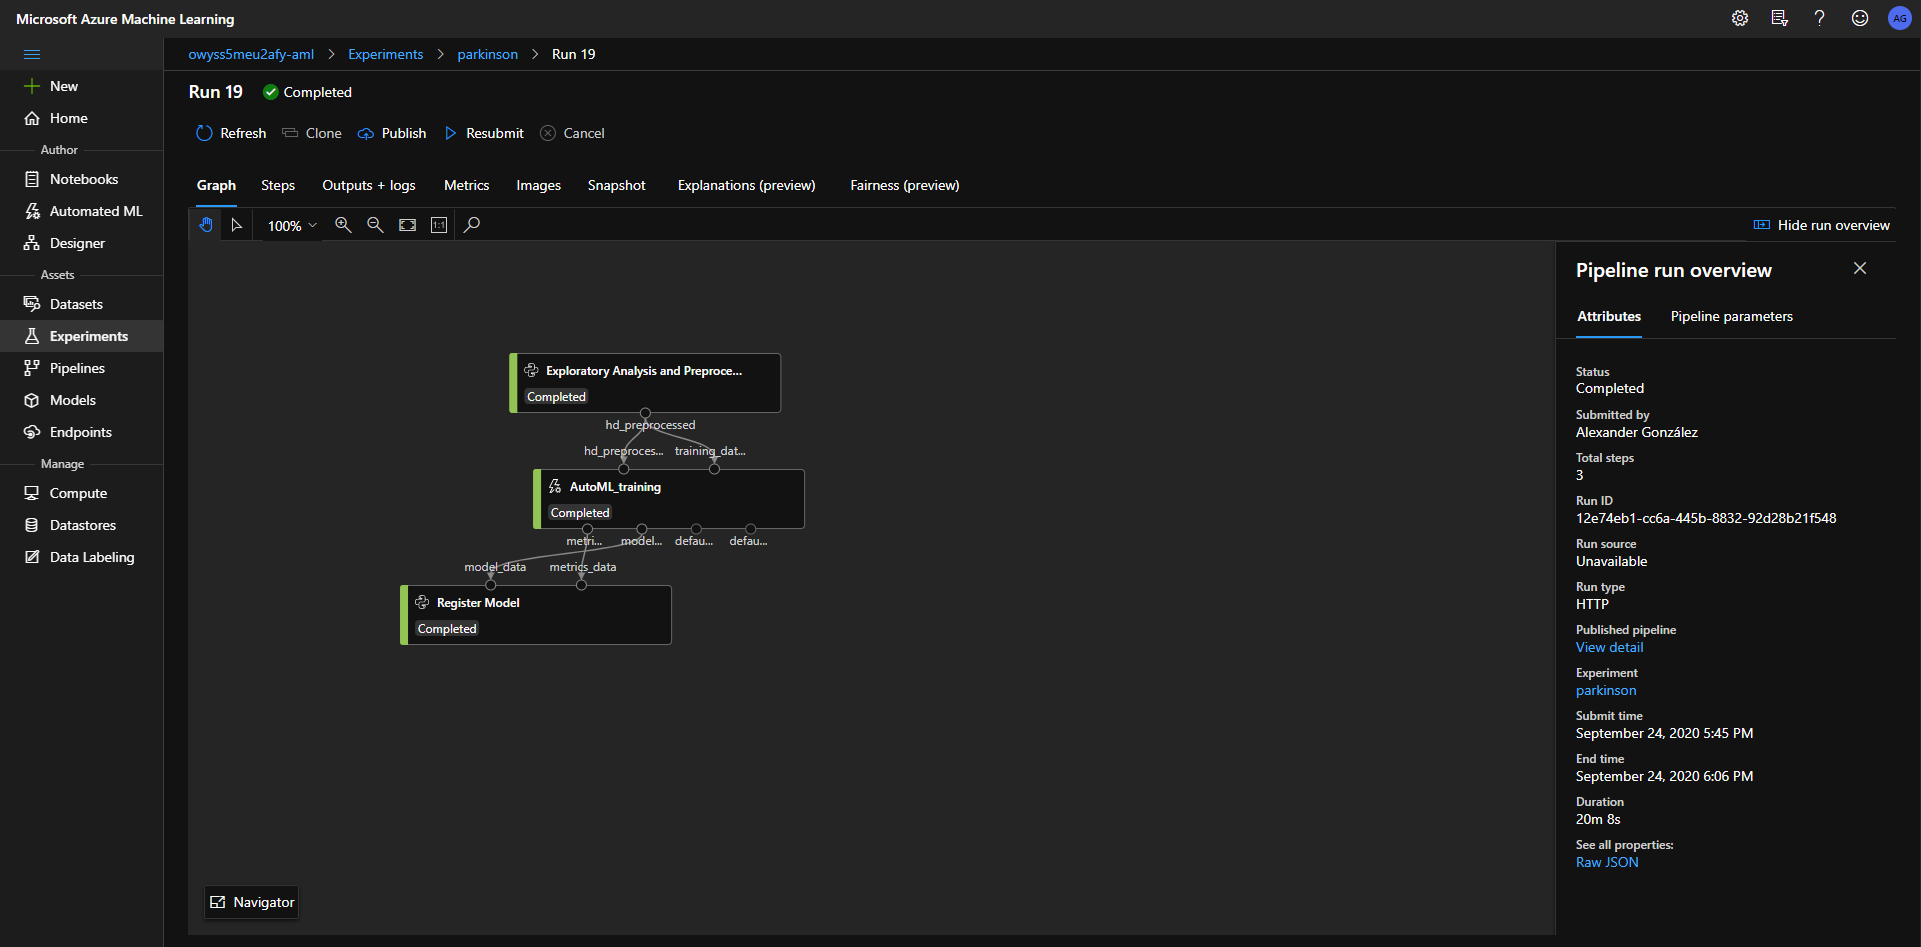 Microsoft Azure Machine Learning
AG
owyss5meu2afy-aml > Experiments > parkinson > Run 19
New
Home
Author
Notebooks
Automated ML
Designer
Assets
Datasets
Experiments
Pipelines
Models
Endpoints
Manage
Compute
Datastores
Data Labeling
Run 19 Completed
Refresh Clone Publish Resubmit Cancel
Graph Steps Outputs + logs Metrics Images Snapshot Explanations (preview) Fairness (preview)
100% 1:1 Hide run overview
Exploratory Analysis and Preproce...
Completed
hd_preprocessed
hd_preproces... training_dat...
AutoML_training
Completed
metri... model... defau... defau...
model_data metrics_data
Register Model
Completed
Navigator
Pipeline run overview
Attributes Pipeline parameters
Status
Completed
Submitted by
Alexander González
Total steps
3
Run ID
12e74eb1-cc6a-445b-8832-92d28b21f548
Run source
Unavailable
Run type
HTTP
Published pipeline
View detail
Experiment
parkinson
Submit time
September 24, 2020 5:45 PM
End time
September 24, 2020 6:06 PM
Duration
20m 8s
See all properties:
Raw JSON